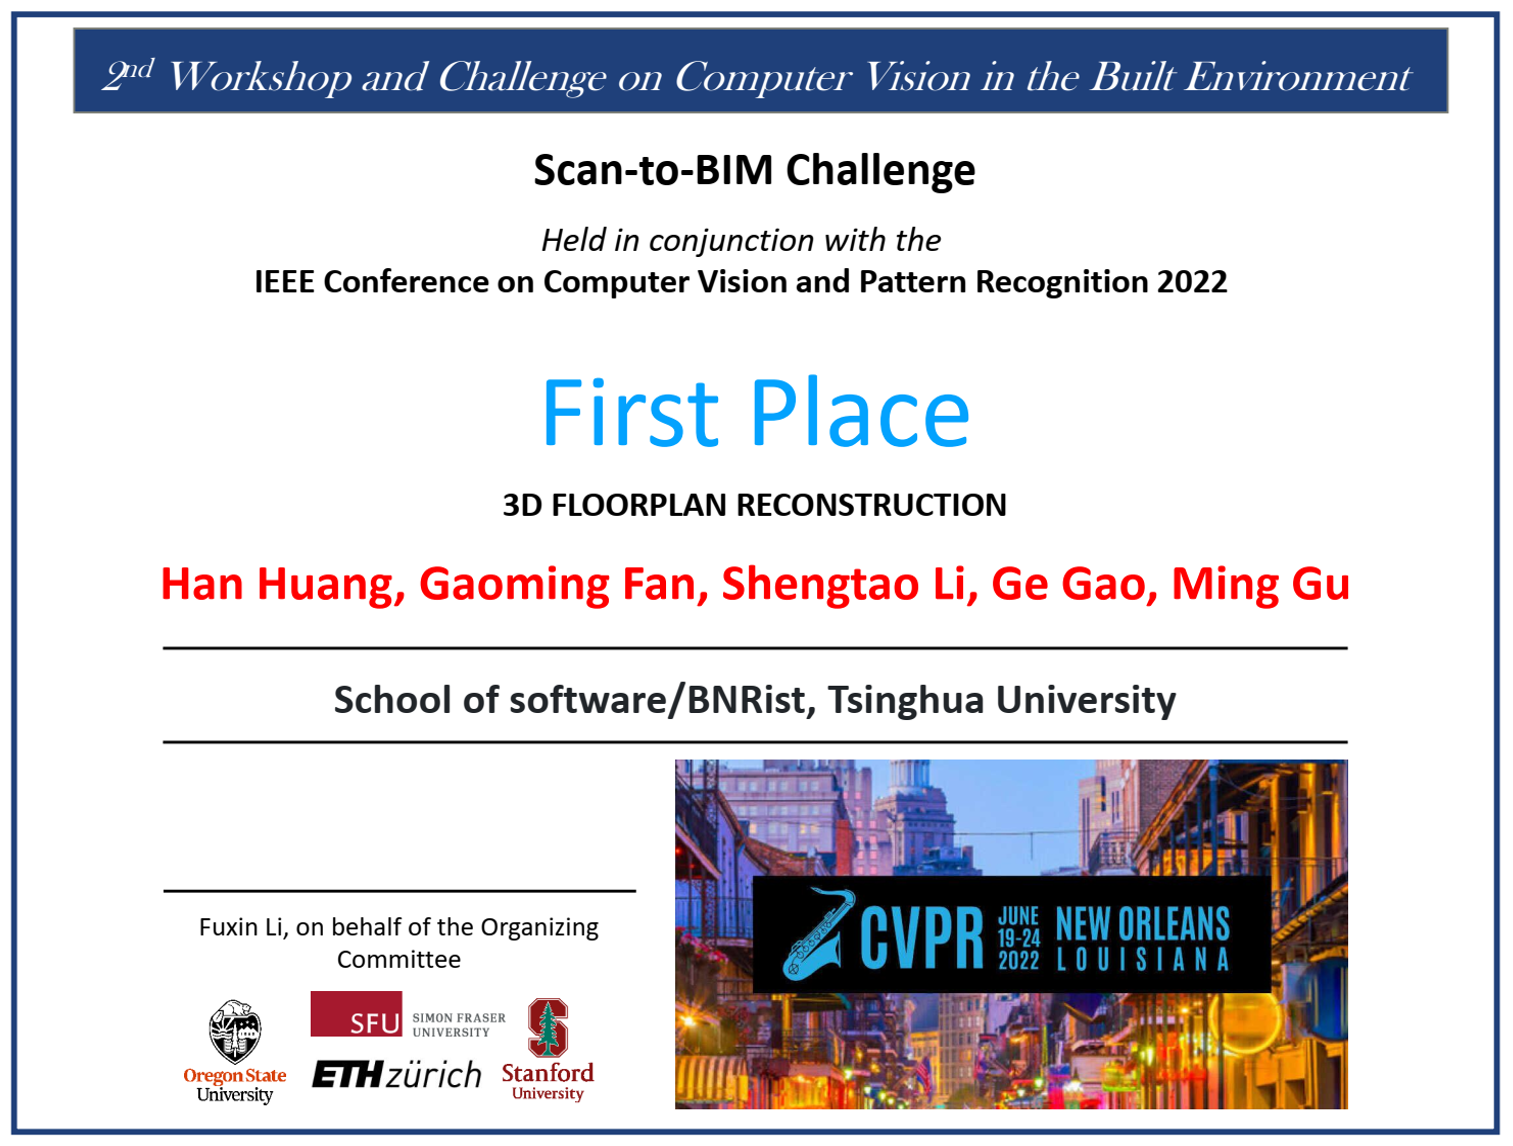 2nd Workshop and Challenge on Computer Vision in the Built Environment
Scan-to-BIM Challenge
Held in conjunction with the
IEEE Conference on Computer Vision and Pattern Recognition 2022
First Place
3D FLOORPLAN RECONSTRUCTION
Han Huang, Gaoming Fan, Shengtao Li, Ge Gao, Ming Gu
School of software/BNRist, Tsinghua University
Fuxin Li, on behalf of the Organizing
Committee
Oregon State
University
SFU
SIMON FRASER
UNIVERSITY
ETH zürich
S
Stanford
University
CVPR
JUNE
19-24
2022
NEW ORLEANS
LOUISIANA